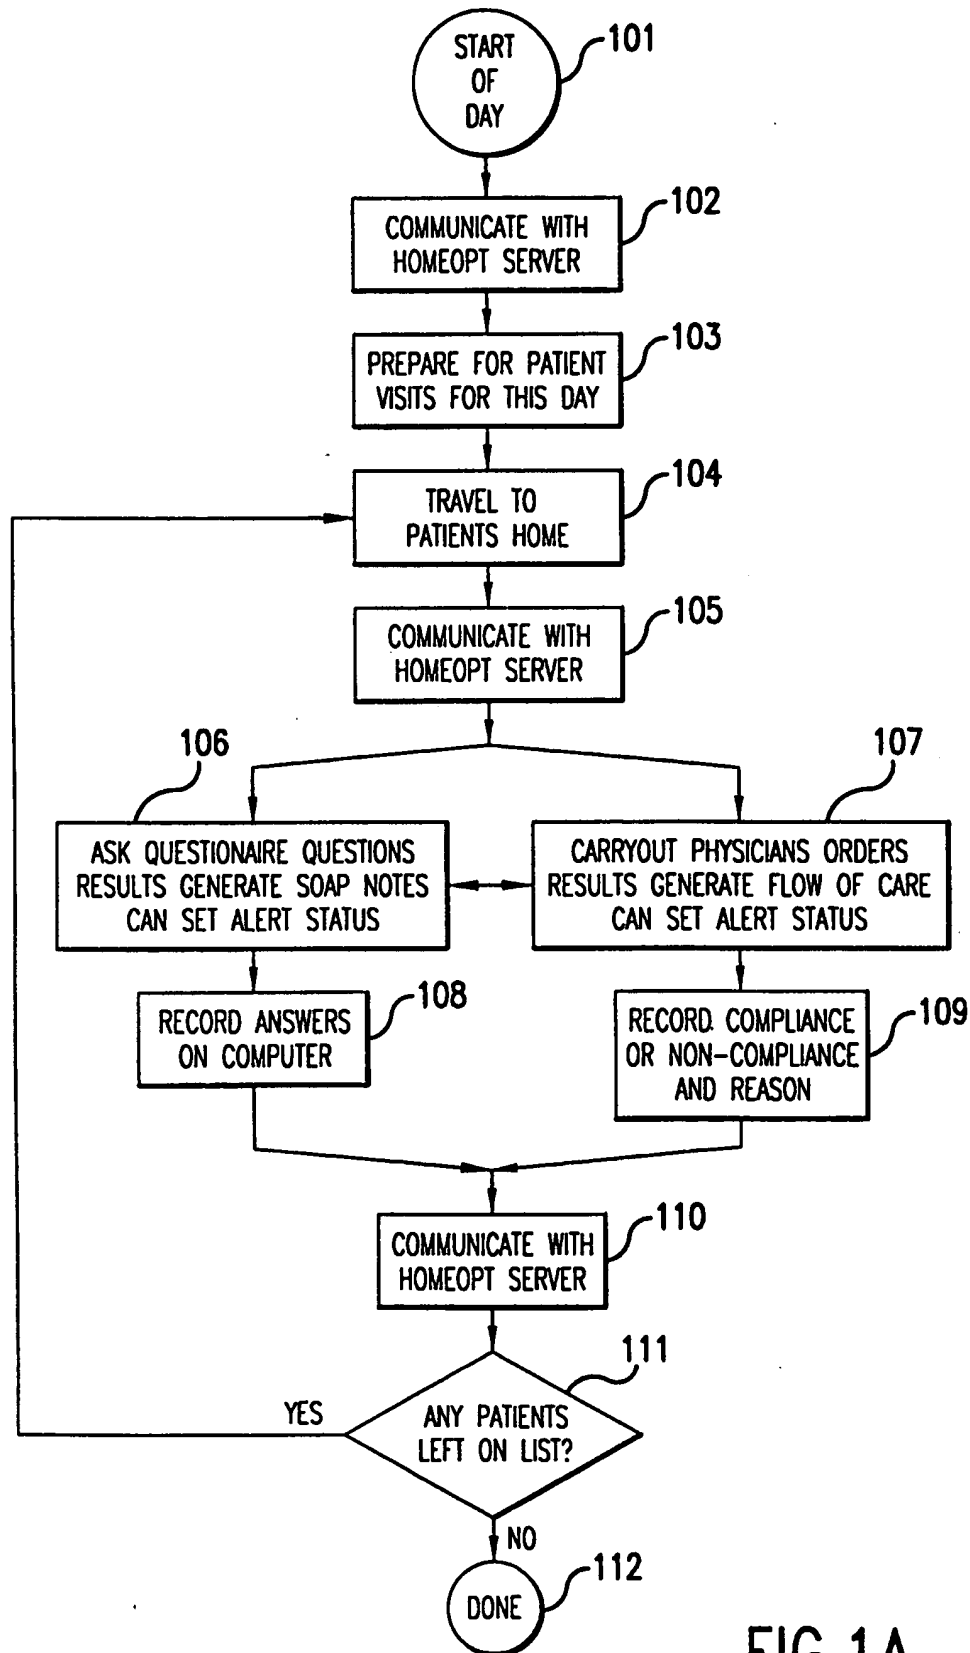 START
OF
DAY
101
COMMUNICATE WITH
HOMEOPT SERVER
102
PREPARE FOR PATIENT
VISITS FOR THIS DAY
103
TRAVEL TO
PATIENTS HOME
104
COMMUNICATE WITH
HOMEOPT SERVER
105
106
ASK QUESTIONAIRE QUESTIONS
RESULTS GENERATE SOAP NOTES
CAN SET ALERT STATUS
107
CARRYOUT PHYSICIANS ORDERS
RESULTS GENERATE FLOW OF CARE
CAN SET ALERT STATUS
RECORD ANSWERS
ON COMPUTER
108
RECORD COMPLIANCE
OR NON-COMPLIANCE
AND REASON
109
COMMUNICATE WITH
HOMEOPT SERVER
110
111
ANY PATIENTS
LEFT ON LIST?
YES
NO
DONE
112
FIG. 1A